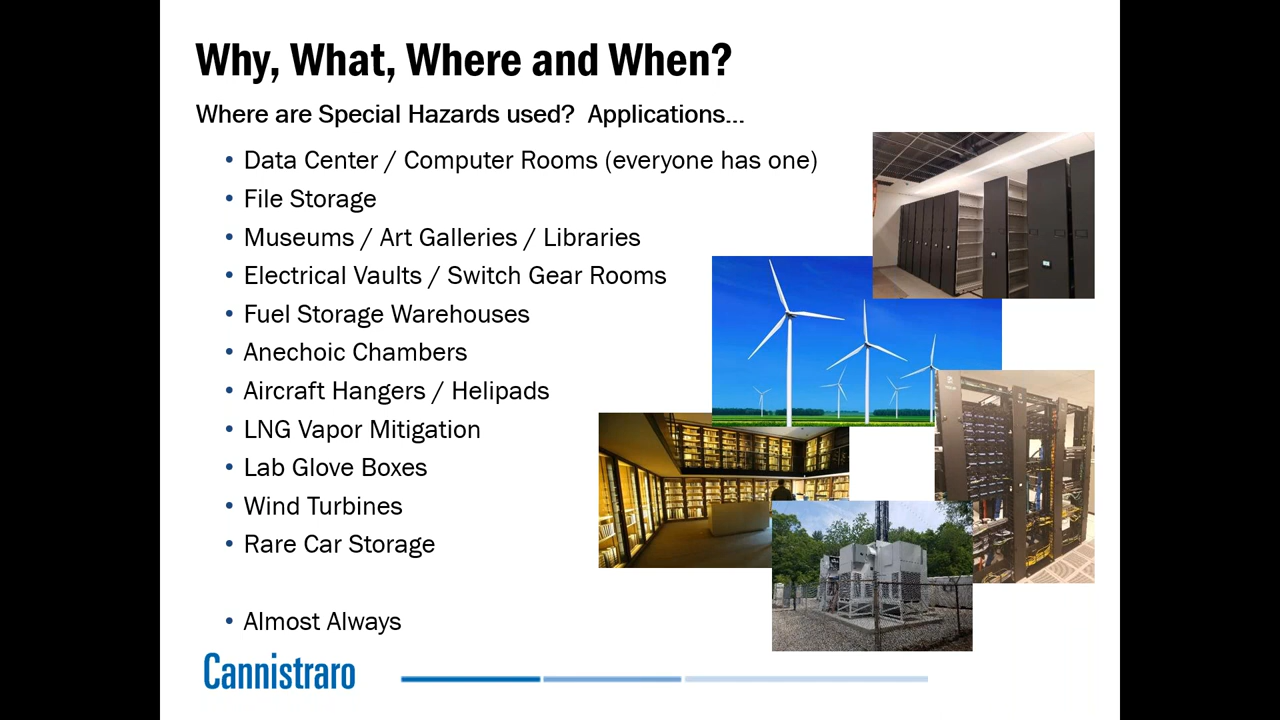 Why, What, Where and When?
Where are Special Hazards used? Applications...
• Data Center / Computer Rooms (everyone has one)
• File Storage
• Museums / Art Galleries / Libraries
• Electrical Vaults / Switch Gear Rooms
• Fuel Storage Warehouses
• Anechoic Chambers
• Aircraft Hangers / Helipads
• LNG Vapor Mitigation
• Lab Glove Boxes
• Wind Turbines
• Rare Car Storage
• Almost Always
Cannistraro